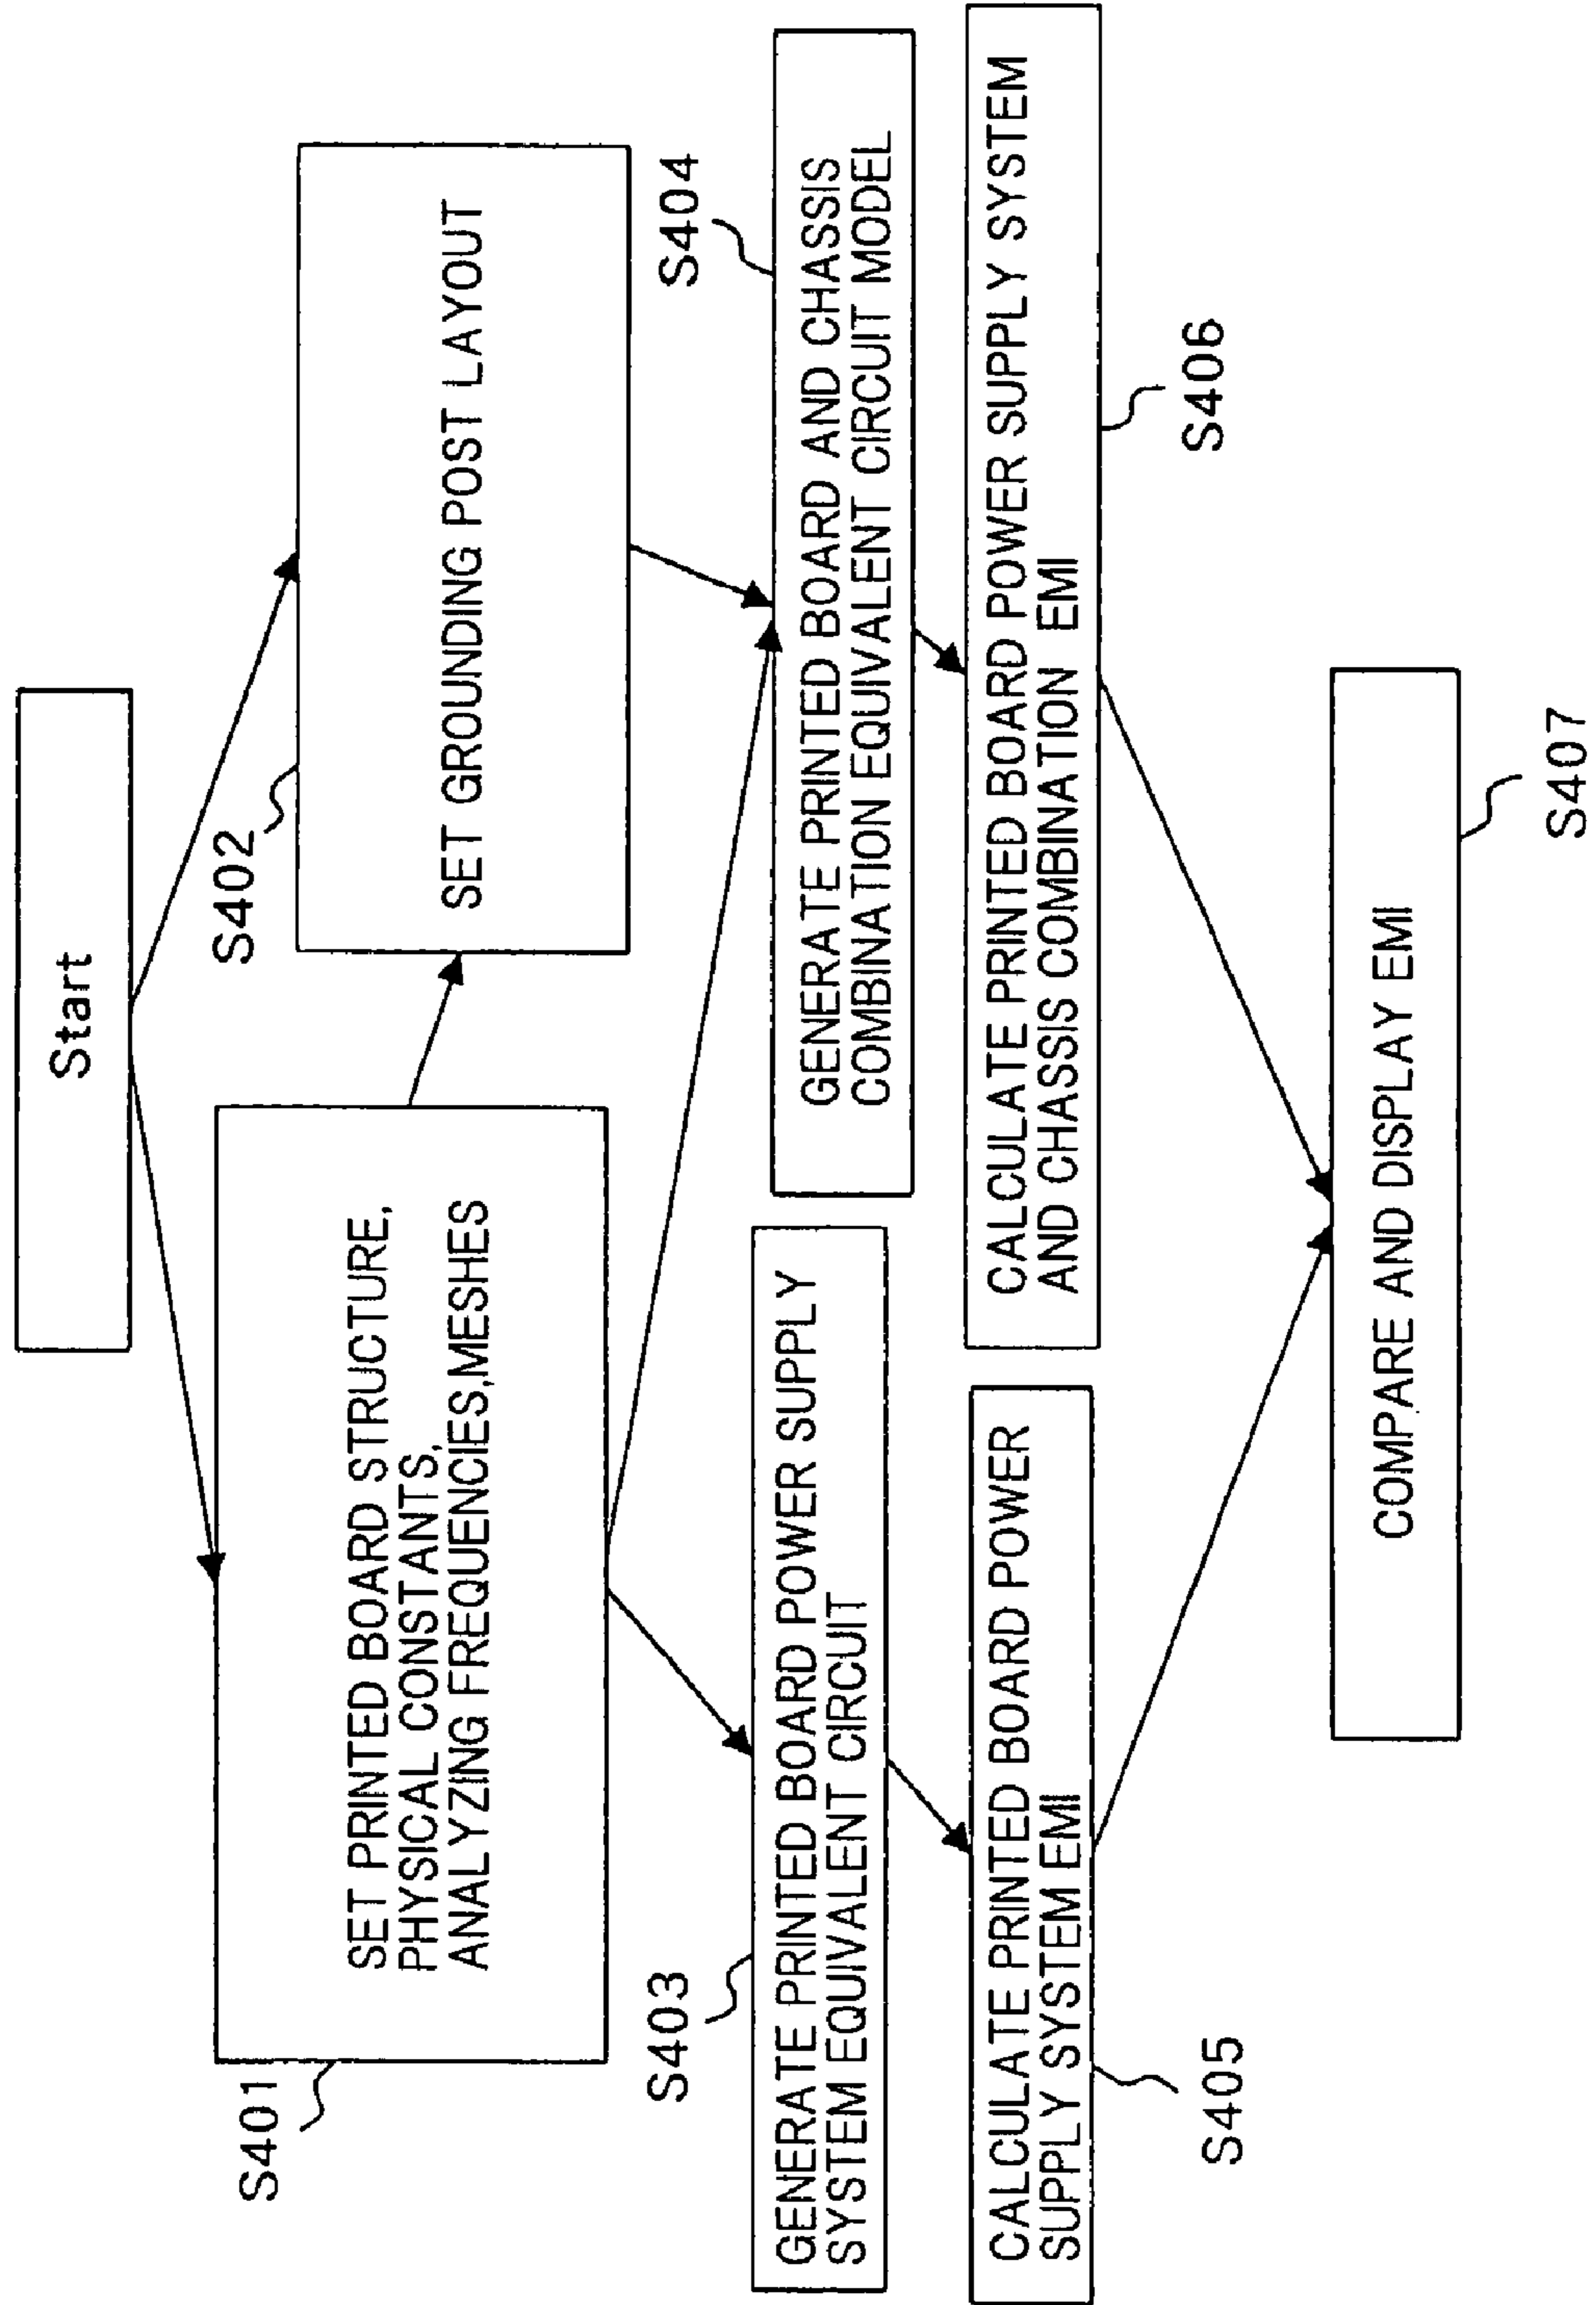 Start
S401
SET PRINTED BOARD STRUCTURE,
PHYSICAL CONSTANTS,
ANALYZING FREQUENCIES,MESHES
S402
SET GROUNDING POST LAYOUT
S403
GENERATE PRINTED BOARD POWER SUPPLY
SYSTEM EQUIVALENT CIRCUIT
S404
GENERATE PRINTED BOARD AND CHASSIS
COMBINATION EQUIVALENT CIRCUIT MODEL
CALCULATE PRINTED BOARD POWER
SUPPLY SYSTEM EMI
S405
CALCULATE PRINTED BOARD POWER SUPPLY SYSTEM
AND CHASSIS COMBINATION EMI
S406
COMPARE AND DISPLAY EMI
S407